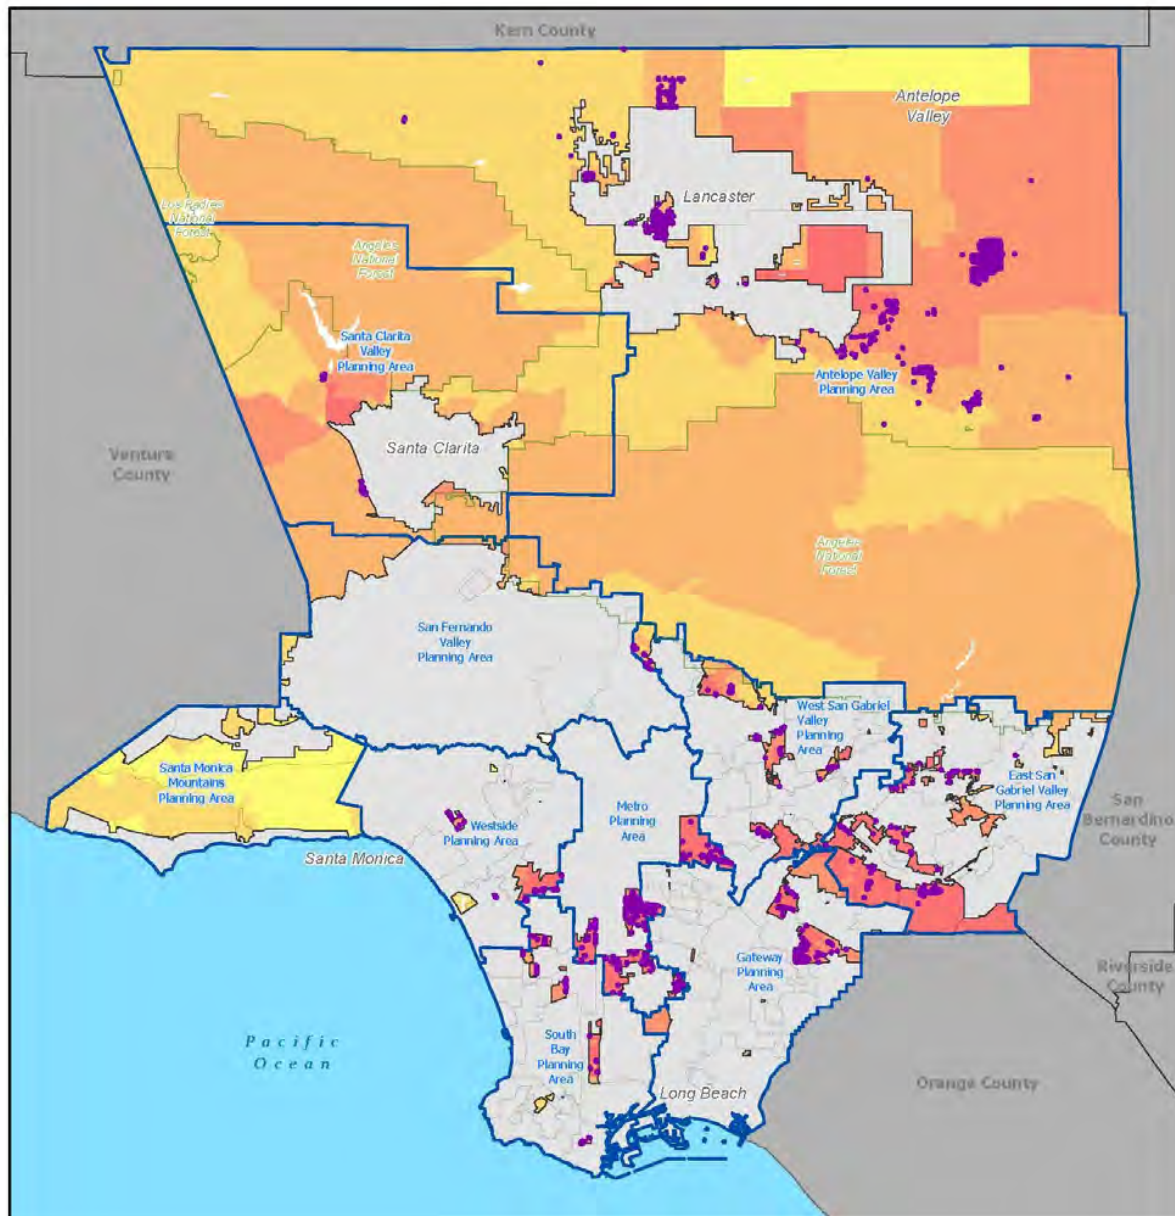 Kern County
Antelope
Valley
Lancaster
Los Padres
National
Forest
Angeles
National
Forest
Santa Clarita
Valley
Planning Area
Antelope Valley
Planning Area
Santa Clarita
Ventura
County
Angeles
National
Forest
San Fernando
Valley
Planning Area
West San Gabriel
Valley
Planning Area
Santa Monica
Mountains
Planning Area
East San
Gabriel Valley
Planning Area
Metro
Planning
Area
Westside
Planning Area
San
Bernardino
County
Santa Monica
Gateway
Planning
Area
Riverside
County
Pacific
Ocean
South
Bay
Planning
Area
Long Beach
Orange County